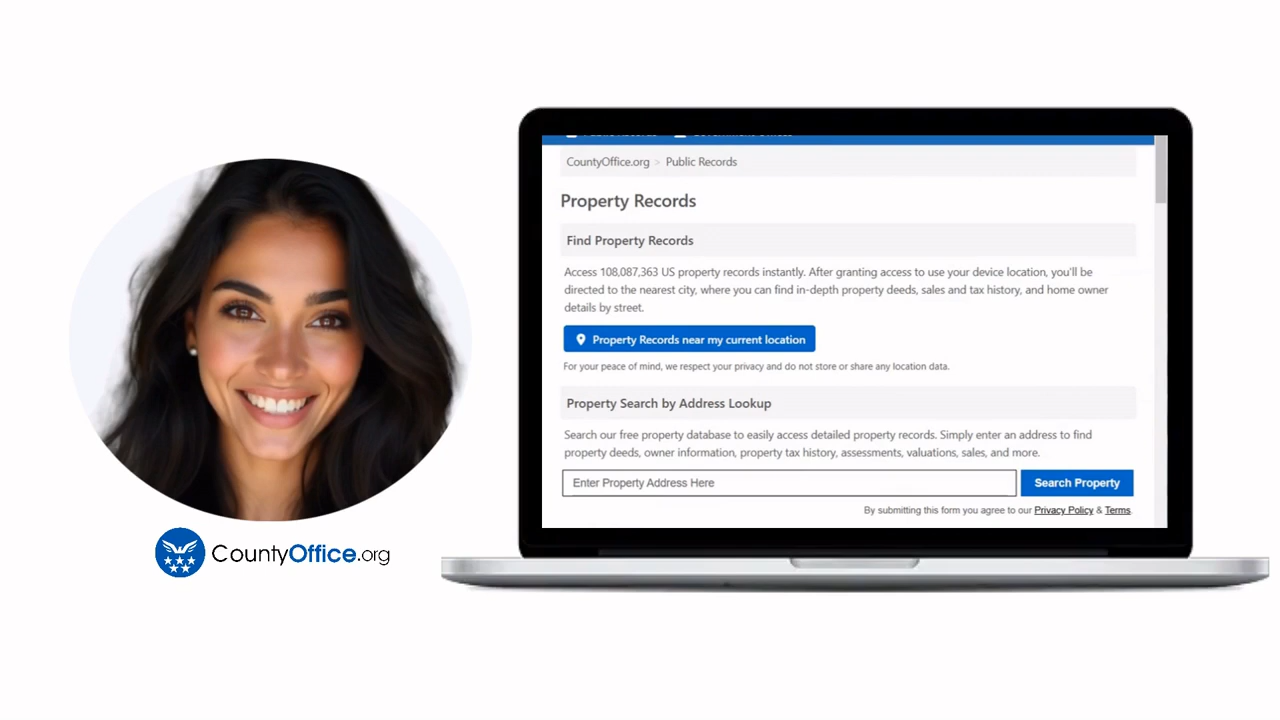 CountyOffice.org
CountyOffice.org > Public Records
Property Records
Find Property Records
Access 108,087,363 US property records instantly. After granting access to use your device location, you'll be
directed to the nearest city, where you can find in-depth property deeds, sales and tax history, and home owner
details by street.
Property Records near my current location
For your peace of mind, we respect your privacy and do not store or share any location data.
Property Search by Address Lookup
Search our free property database to easily access detailed property records. Simply enter an address to find
property deeds, owner information, property tax history, assessments, valuations, sales, and more.
Enter Property Address Here
Search Property
By submitting this form you agree to our Privacy Policy & Terms.